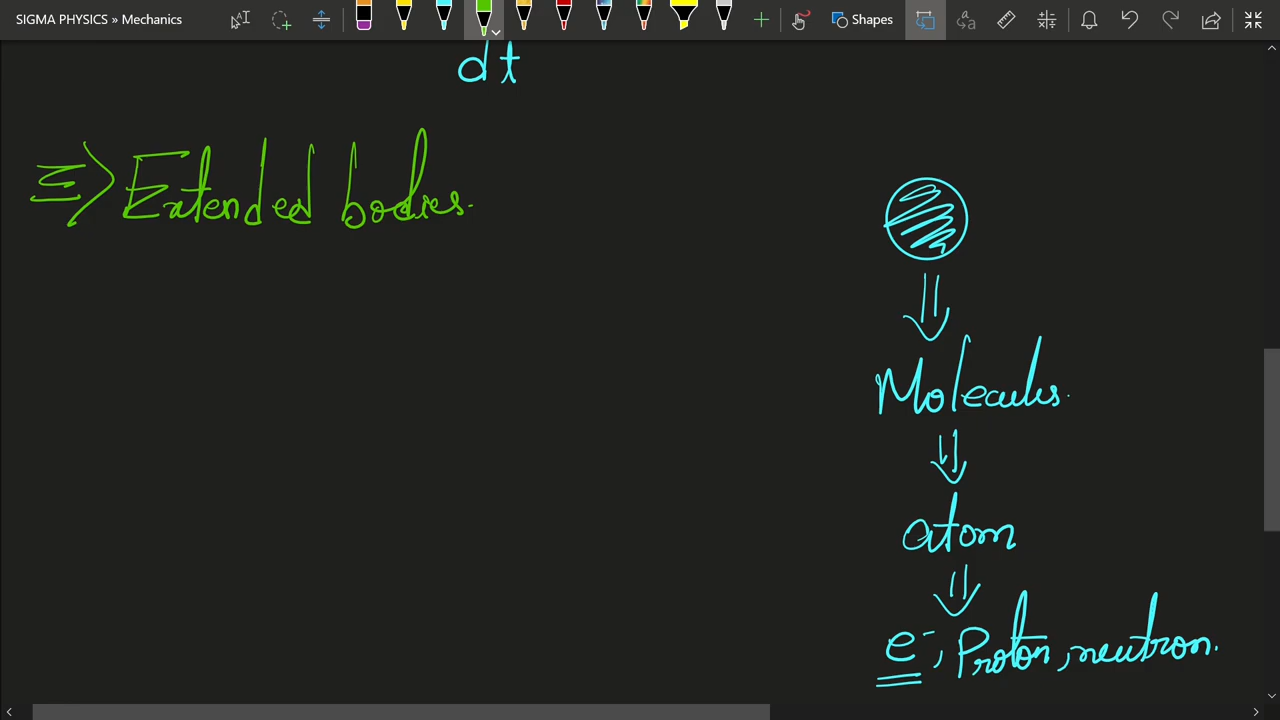 SIGMA PHYSICS » Mechanics
Shapes
dt
⇒ Extended bodies.
Molecules.
atom
e⁻, Proton, neutron.